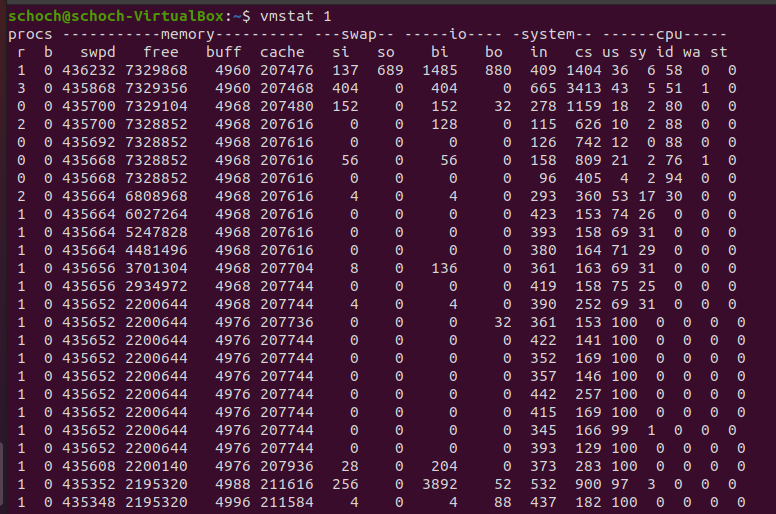 schoch@schoch-VirtualBox:~$ vmstat 1
procs -----------memory---------- ---swap-- -----io---- -system-- ------cpu-----
 r  b   swpd   free   buff  cache   si   so    bi    bo   in   cs us sy id wa st
 1  0 436232 7329868   4960 207476  137  689  1485   880  409 1404 36  6 58  0  0
 3  0 435868 7329356   4960 207468  404    0   404     0  665 3413 43  5 51  1  0
 0  0 435700 7329104   4968 207480  152    0   152    32  278 1159 18  2 80  0  0
 2  0 435700 7328852   4968 207616    0    0   128     0  115  626 10  2 88  0  0
 0  0 435692 7328852   4968 207616    0    0     0     0  126  742 12  0 88  0  0
 0  0 435668 7328852   4968 207616   56    0    56     0  158  809 21  2 76  1  0
 0  0 435668 7328852   4968 207616    0    0     0     0   96  405  4  2 94  0  0
 2  0 435664 6808968   4968 207616    4    0     4     0  293  360 53 17 30  0  0
 1  0 435664 6027264   4968 207616    0    0     0     0  423  153 74 26  0  0  0
 1  0 435664 5247828   4968 207616    0    0     0     0  393  158 69 31  0  0  0
 1  0 435664 4481496   4968 207616    0    0     0     0  380  164 71 29  0  0  0
 1  0 435656 3701304   4968 207704    8    0   136     0  361  163 69 31  0  0  0
 1  0 435656 2934972   4968 207744    0    0     0     0  419  158 75 25  0  0  0
 1  0 435652 2200644   4968 207744    4    0     4     0  390  252 69 31  0  0  0
 1  0 435652 2200644   4976 207736    0    0     0    32  361  153 100  0  0  0  0
 1  0 435652 2200644   4976 207744    0    0     0     0  422  141 100  0  0  0  0
 1  0 435652 2200644   4976 207744    0    0     0     0  352  169 100  0  0  0  0
 1  0 435652 2200644   4976 207744    0    0     0     0  357  146 100  0  0  0  0
 1  0 435652 2200644   4976 207744    0    0     0     0  442  257 100  0  0  0  0
 1  0 435652 2200644   4976 207744    0    0     0     0  415  169 100  0  0  0  0
 1  0 435652 2200644   4976 207744    0    0     0     0  345  166 99  1  0  0  0
 1  0 435652 2200644   4976 207744    0    0     0     0  393  129 100  0  0  0  0
 1  0 435608 2200140   4976 207936   28    0   204     0  373  283 100  0  0  0  0
 1  0 435352 2195320   4988 211616  256    0  3892    52  532  900 97  3  0  0  0
 1  0 435348 2195320   4996 211584    4    0     4    88  437  182 100  0  0  0  0